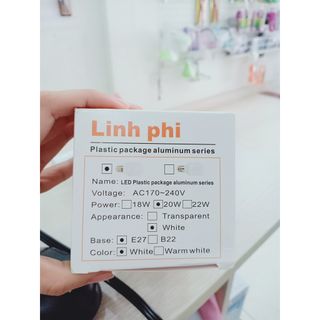 Linh phi
Plastic package aluminum series
Name: LED Plastic package aluminum series
Voltage: AC170~240V
Power: 18W 20W 22W
Appearance: Transparent
White
Base: E27 B22
Color: White Warm white